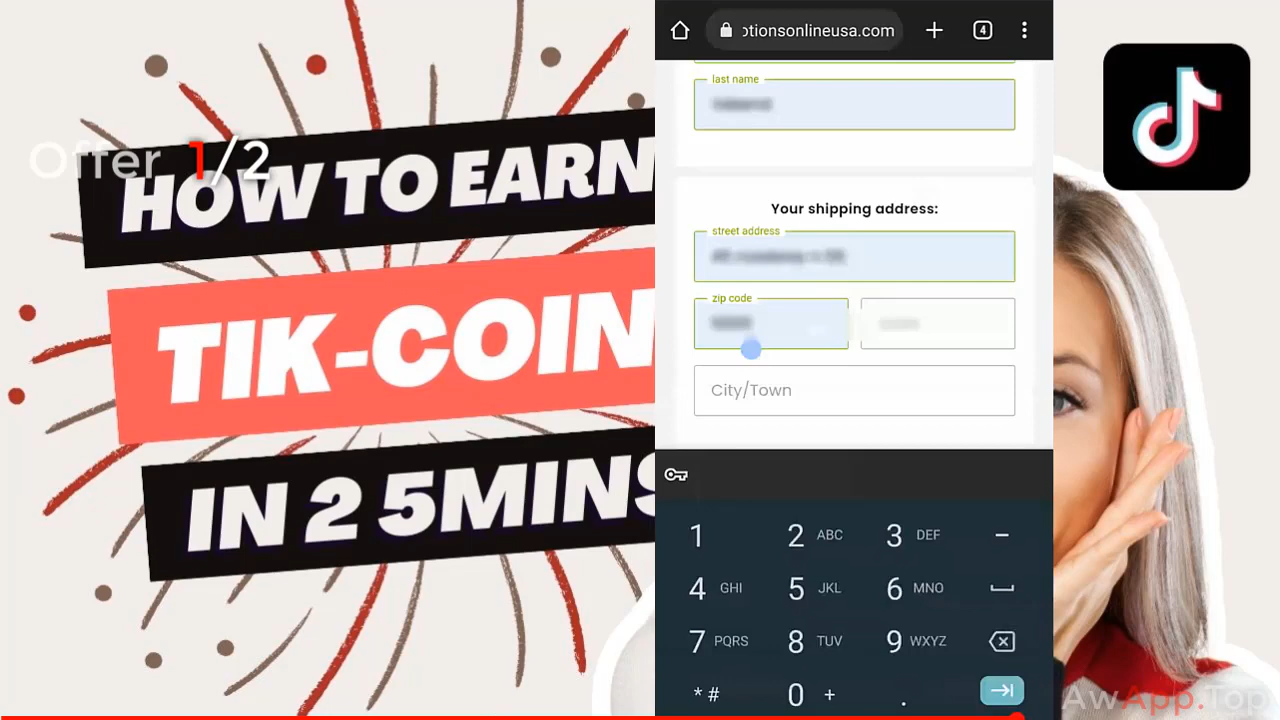 Offer 1/2
HOW TO EARN
TIK-COIN
IN 2 5MINS
otionsonlineusa.com
4
last name
Your shipping address:
street address
zip code
City/Town
1 2 ABC 3 DEF –
4 GHI 5 JKL 6 MNO
7 PQRS 8 TUV 9 WXYZ
*# 0 + .
AwApp.Top